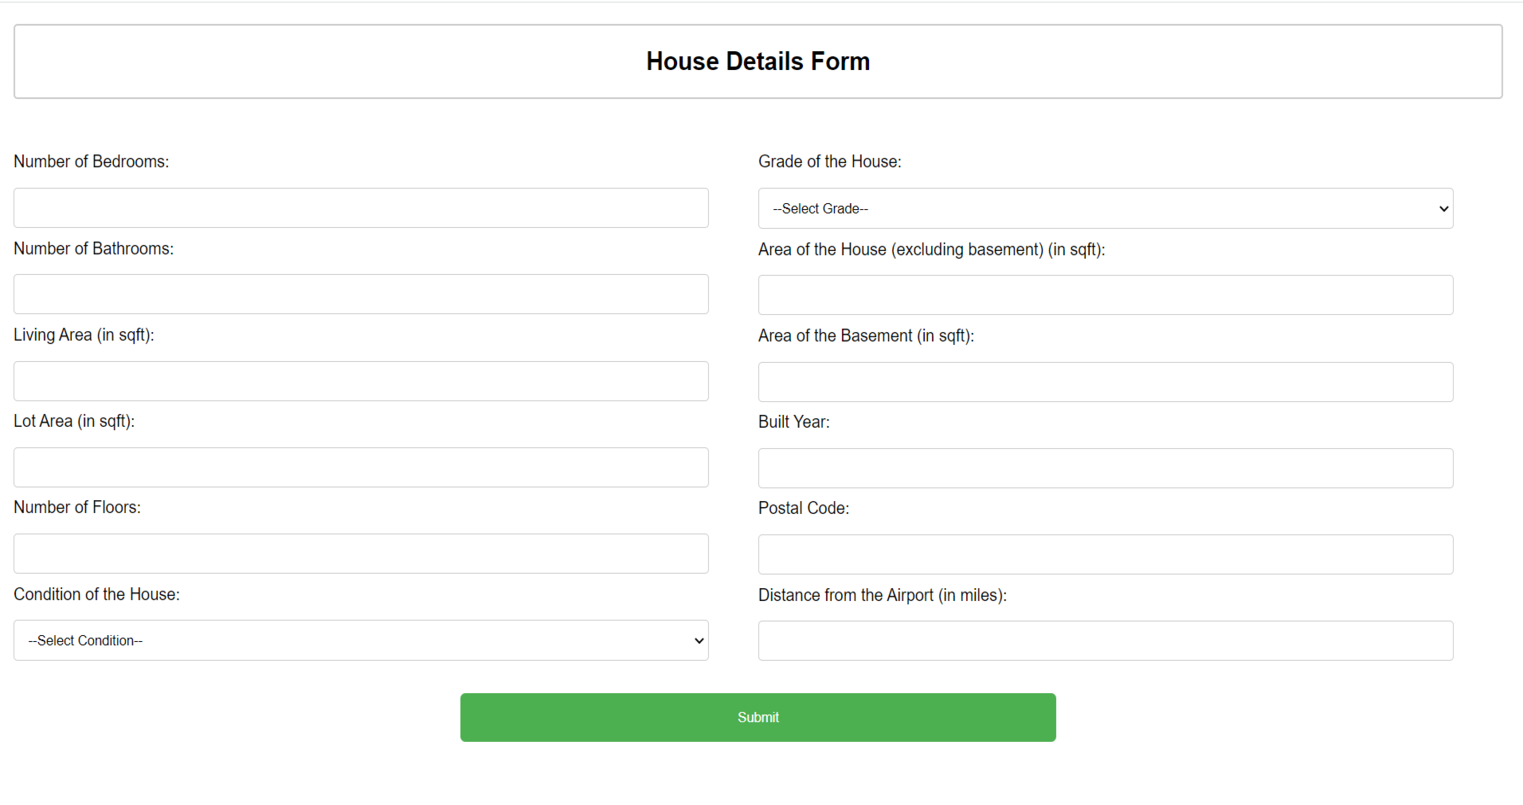 House Details Form
Number of Bedrooms:
Number of Bathrooms:
Living Area (in sqft):
Lot Area (in sqft):
Number of Floors:
Condition of the House:
--Select Condition--
Grade of the House:
--Select Grade--
Area of the House (excluding basement) (in sqft):
Area of the Basement (in sqft):
Built Year:
Postal Code:
Distance from the Airport (in miles):
Submit